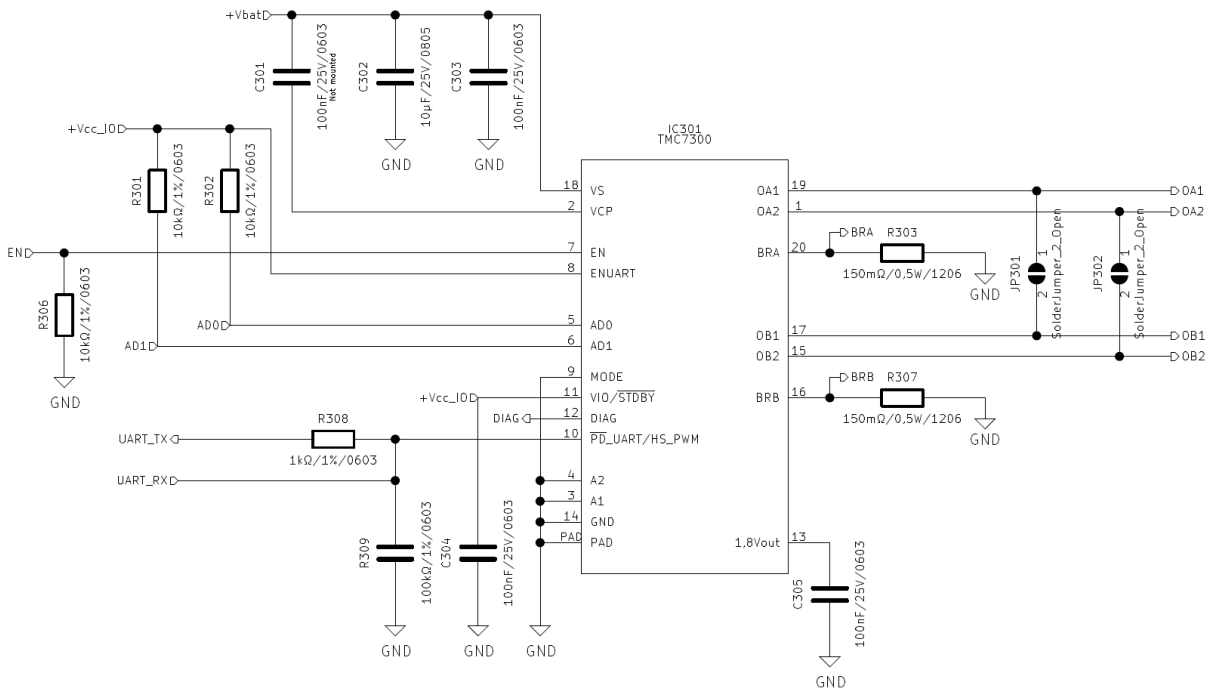 +Vbat
C301
100nF/25V/0603
Not mounted
C302
10µF/25V/0805
C303
100nF/25V/0603
GND
GND
+Vcc_IO
R301
10kΩ/1%/0603
R302
10kΩ/1%/0603
IC301
TMC7300
18 VS
2 VCP
EN
7 EN
8 ENUART
R306
10kΩ/1%/0603
GND
AD0
5 AD0
AD1
6 AD1
9 MODE
+Vcc_IO
11 VIO/STDBY
DIAG
12 DIAG
UART_TX
R308
1kΩ/1%/0603
10 PD_UART/HS_PWM
UART_RX
4 A2
3 A1
14 GND
PAD PAD
R309
100kΩ/1%/0603
C304
100nF/25V/0603
GND
GND
GND
OA1 19
OA1
OA2 1
OA2
BRA 20
BRA
R303
150mΩ/0,5W/1206
GND
JP301
1
2
SolderJumper_2_Open
JP302
1
2
SolderJumper_2_Open
OB1 17
OB1
OB2 15
OB2
BRB 16
BRB
R307
150mΩ/0,5W/1206
GND
1,8Vout 13
C305
100nF/25V/0603
GND